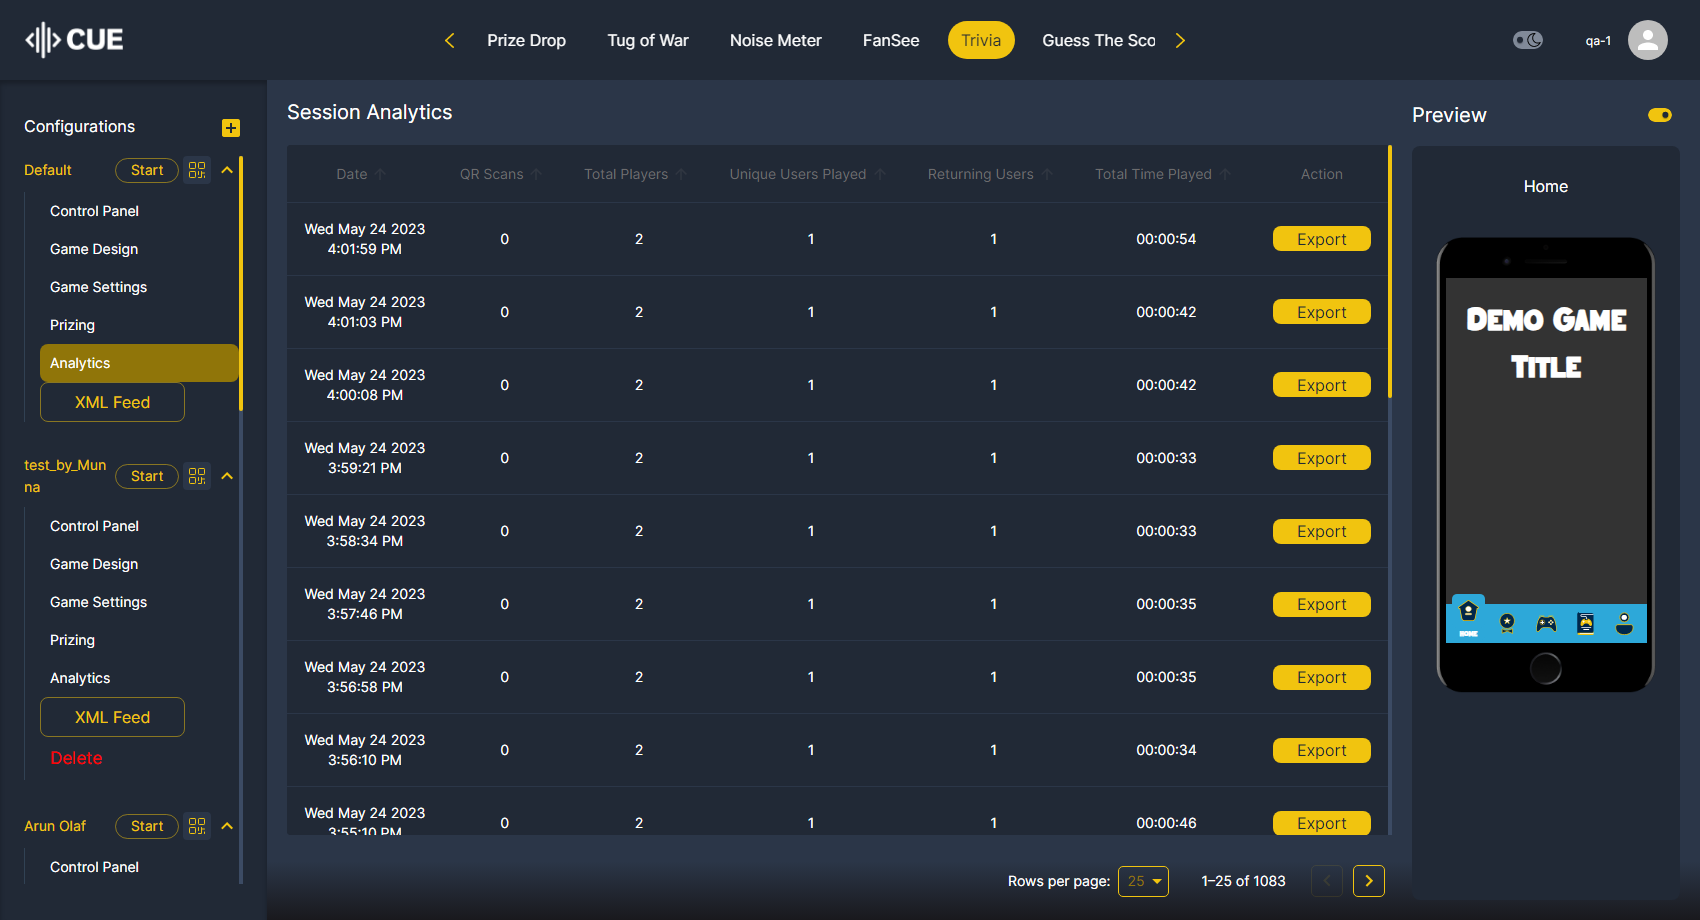 CUE
Prize Drop
Tug of War
Noise Meter
FanSee
Trivia
Guess The Sco
qa-1
Configurations
Default
Start
Control Panel
Game Design
Game Settings
Prizing
Analytics
XML Feed
test_by_Mun
na
Start
Control Panel
Game Design
Game Settings
Prizing
Analytics
XML Feed
Delete
Arun Olaf
Start
Control Panel
Session Analytics
Date QR Scans Total Players Unique Users Played Returning Users Total Time Played Action
Wed May 24 2023
4:01:59 PM 0 2 1 1 00:00:54 Export
Wed May 24 2023
4:01:03 PM 0 2 1 1 00:00:42 Export
Wed May 24 2023
4:00:08 PM 0 2 1 1 00:00:42 Export
Wed May 24 2023
3:59:21 PM 0 2 1 1 00:00:33 Export
Wed May 24 2023
3:58:34 PM 0 2 1 1 00:00:33 Export
Wed May 24 2023
3:57:46 PM 0 2 1 1 00:00:35 Export
Wed May 24 2023
3:56:58 PM 0 2 1 1 00:00:35 Export
Wed May 24 2023
3:56:10 PM 0 2 1 1 00:00:34 Export
Wed May 24 2023
3:55:10 PM 0 2 1 1 00:00:46 Export
Rows per page: 25 1–25 of 1083
Preview
Home
Demo Game
Title
HOME